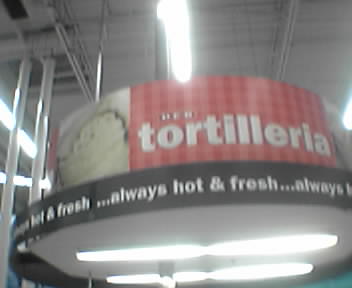 tortilleria
hot & fresh ...always hot & fresh...always